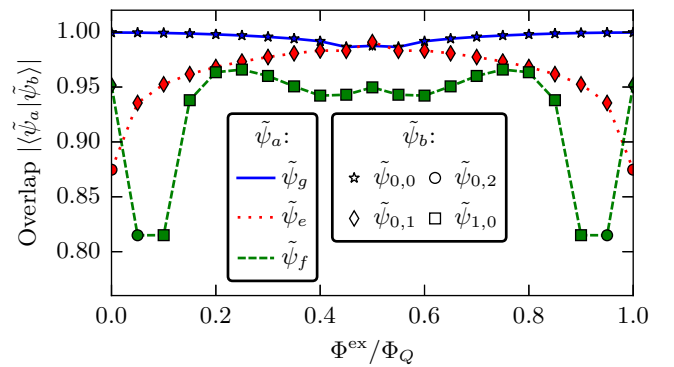 1.00
0.95
0.90
0.85
0.80
Overlap |⟨ψ̃_a|ψ̃_b⟩|
ψ̃_a:
ψ̃_g
ψ̃_e
ψ̃_f
ψ̃_b:
ψ̃_{0,0} ψ̃_{0,2}
ψ̃_{0,1} ψ̃_{1,0}
0.0 0.2 0.4 0.6 0.8 1.0
Φ^{ex}/Φ_Q